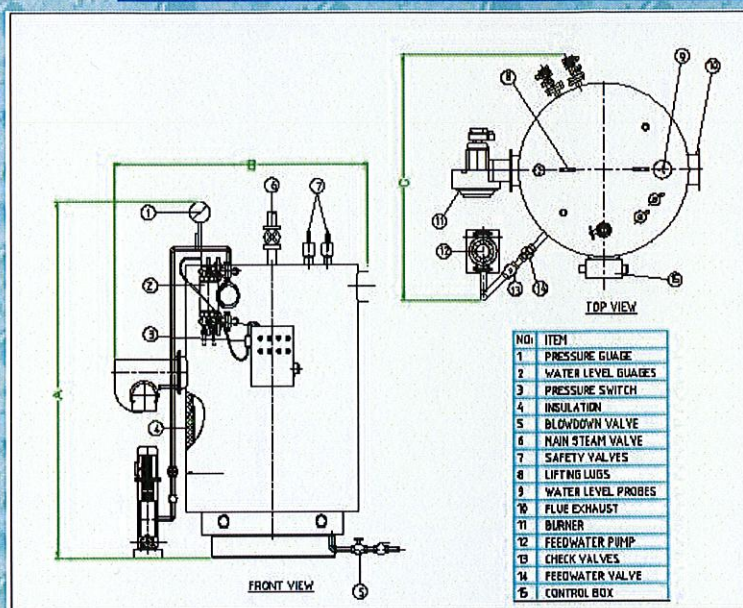 B
A
C
1
2
3
4
5
6
7
8
9
10
11
12
13
14
15
FRONT VIEW
TOP VIEW
NO: ITEM
1 PRESSURE GUAGE
2 WATER LEVEL GUAGES
3 PRESSURE SWITCH
4 INSULATION
5 BLOWDOWN VALVE
6 MAIN STEAM VALVE
7 SAFETY VALVES
8 LIFTING LUGS
9 WATER LEVEL PROBES
10 FLUE EXHAUST
11 BURNER
12 FEEDWATER PUMP
13 CHECK VALVES
14 FEEDWATER VALVE
15 CONTROL BOX